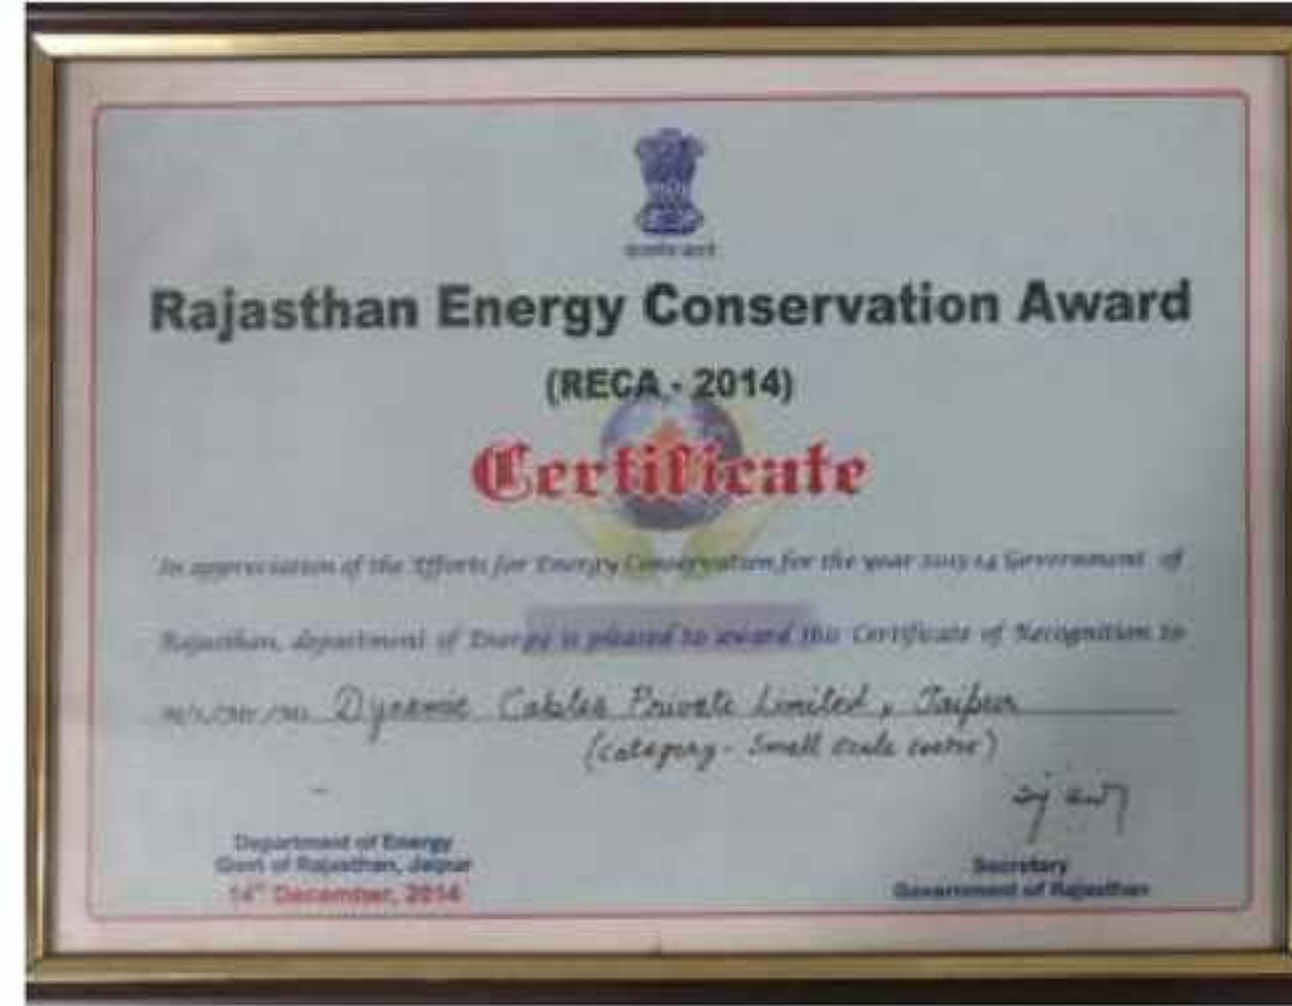 सत्यमेव जयते
Rajasthan Energy Conservation Award
(RECA - 2014)
Certificate
In appreciation of the Efforts for Energy Conservation for the year 2013-14 Government of
Rajasthan, department of Energy is pleased to award this Certificate of Recognition to
Dynamic Cables Private Limited, Jaipur
(Category - Small Scale sector)
Department of Energy
Govt of Rajasthan, Jaipur
14th December, 2014
Secretary
Government of Rajasthan